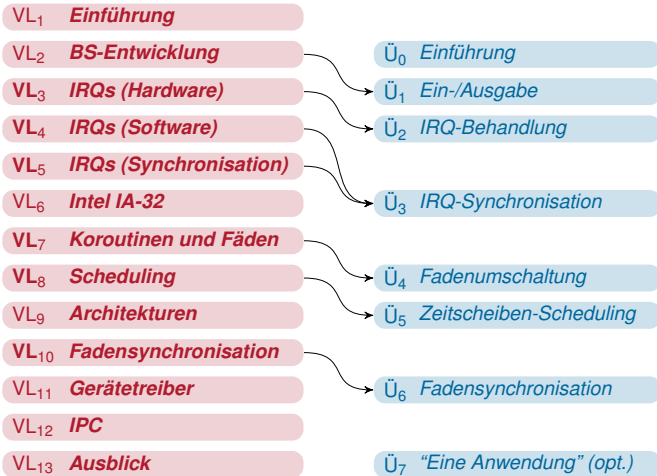 VL1 Einführung
VL2 BS-Entwicklung
Ü0 Einführung
VL3 IRQs (Hardware)
Ü1 Ein-/Ausgabe
VL4 IRQs (Software)
Ü2 IRQ-Behandlung
VL5 IRQs (Synchronisation)
VL6 Intel IA-32
Ü3 IRQ-Synchronisation
VL7 Koroutinen und Fäden
VL8 Scheduling
Ü4 Fadenumschaltung
VL9 Architekturen
Ü5 Zeitscheiben-Scheduling
VL10 Fadensynchronisation
VL11 Gerätetreiber
Ü6 Fadensynchronisation
VL12 IPC
VL13 Ausblick
Ü7 “Eine Anwendung” (opt.)